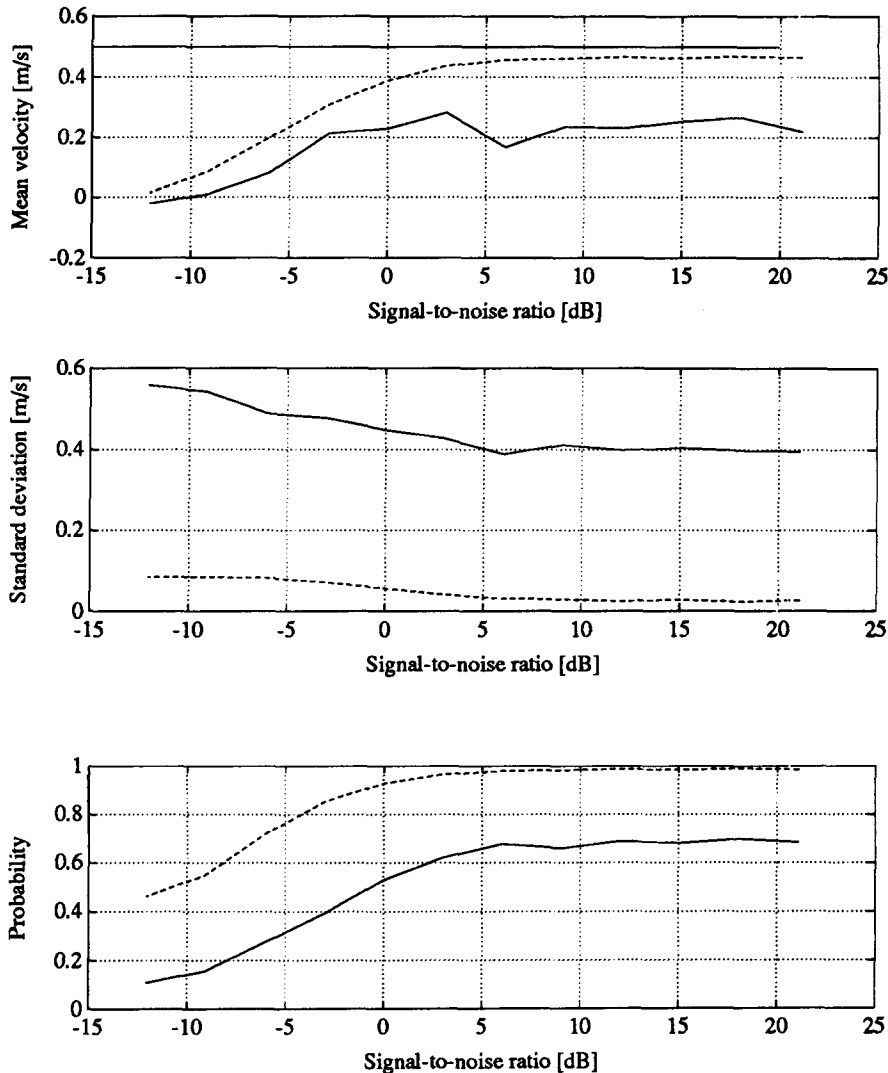 0.6
0.4
0.2
0
-0.2
Mean velocity [m/s]
-15 -10 -5 0 5 10 15 20 25
Signal-to-noise ratio [dB]
0.6
0.4
0.2
0
Standard deviation [m/s]
-15 -10 -5 0 5 10 15 20 25
Signal-to-noise ratio [dB]
1
0.8
0.6
0.4
0.2
0
Probability
-15 -10 -5 0 5 10 15 20 25
Signal-to-noise ratio [dB]